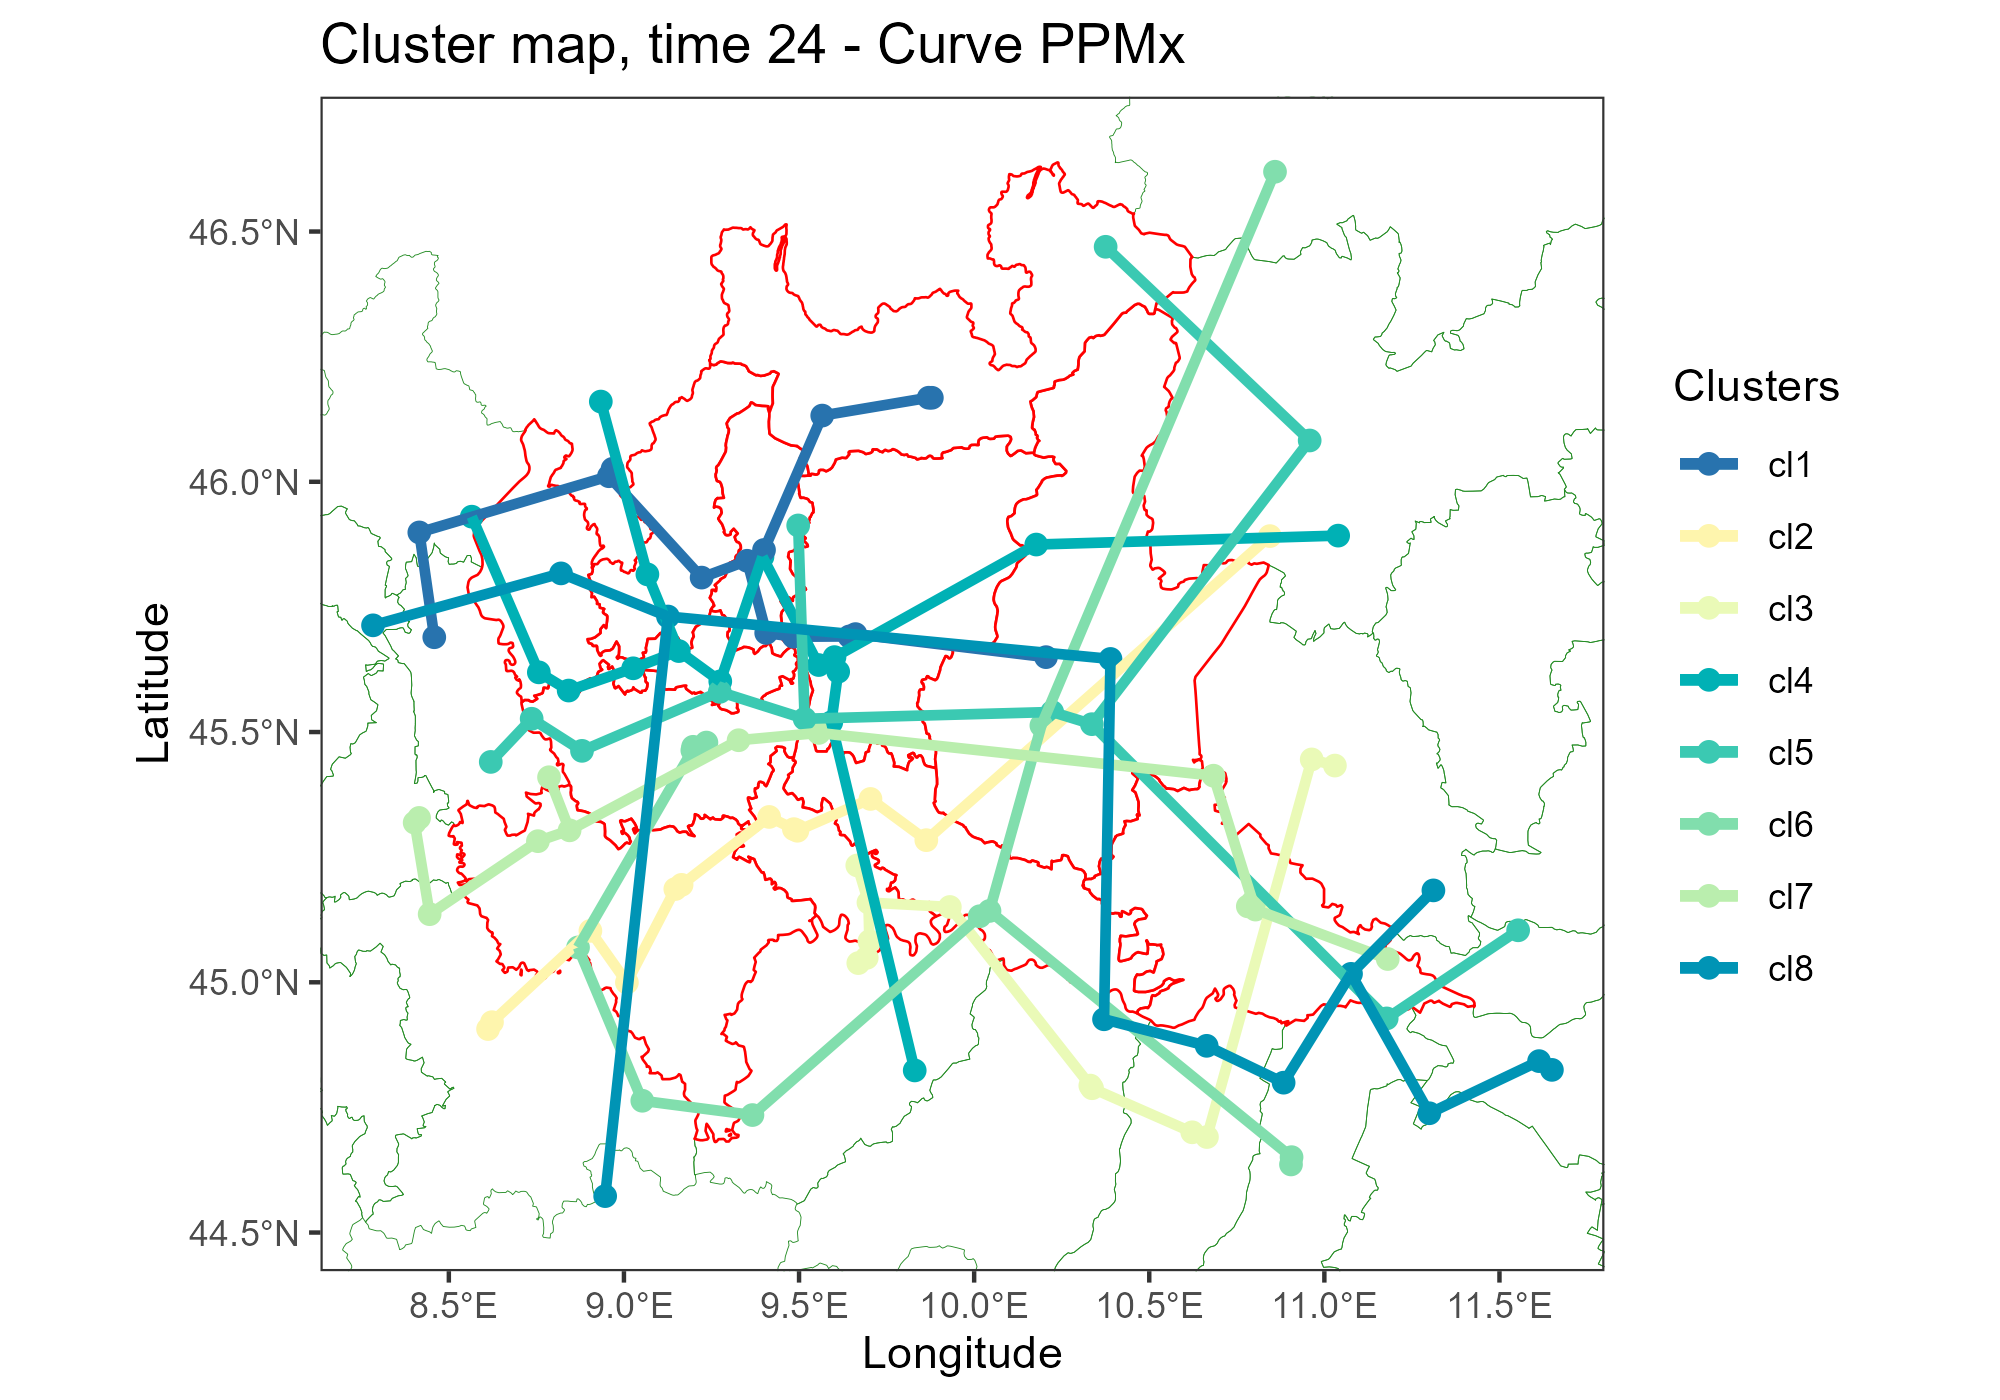 Cluster map, time 24 - Curve PPMx
46.5°N
46.0°N
45.5°N
45.0°N
44.5°N
Latitude
8.5°E
9.0°E
9.5°E
10.0°E
10.5°E
11.0°E
11.5°E
Longitude
Clusters
cl1
cl2
cl3
cl4
cl5
cl6
cl7
cl8